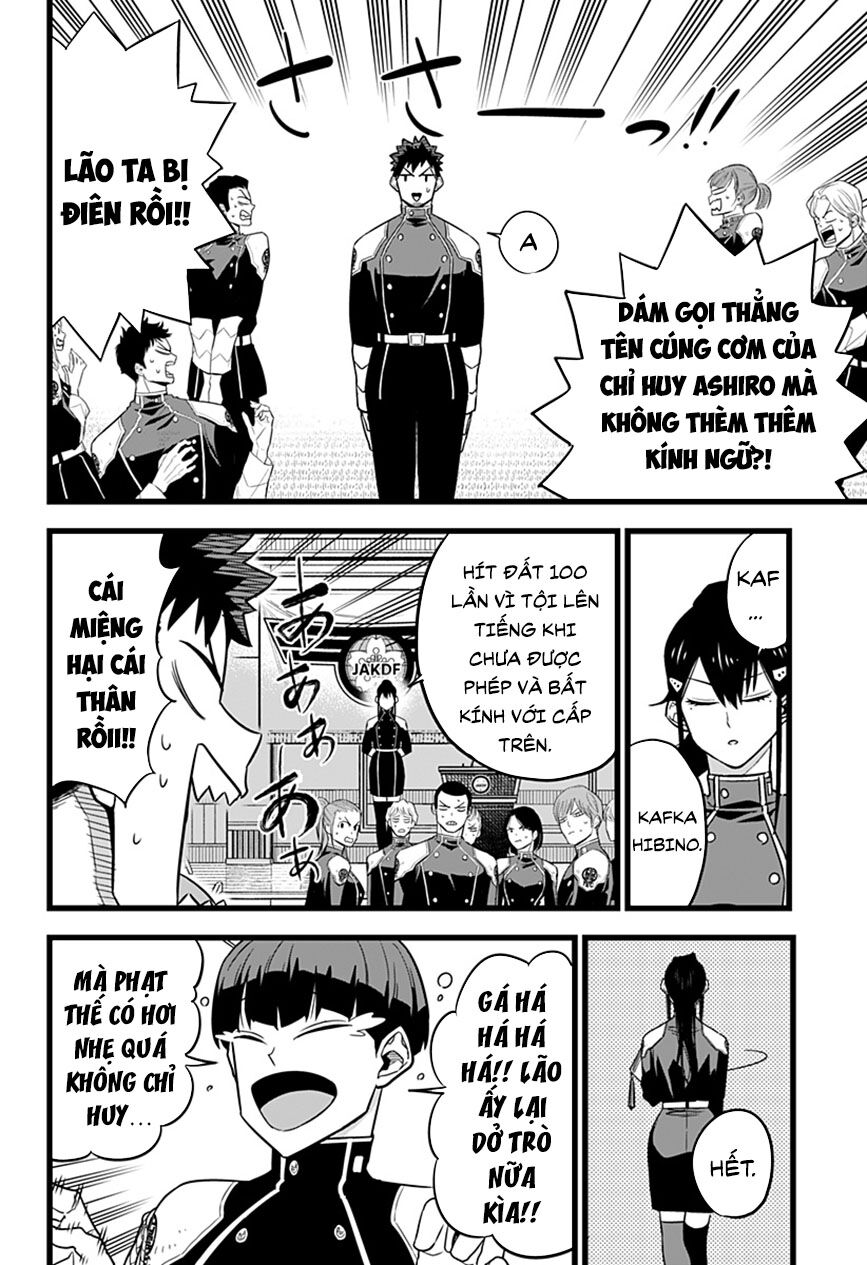 さ
さ
ーっ!!
DÁM GỌI THẲNG
TÊN CÚNG CƠM CỦA
CHỈ HUY ASHIRO MÀ
KHÔNG THÈM THÊM
KÍNH NGỮ?!
A
LÃO TA BỊ
ĐIÊN RỒI!!
KAF
...
KAFKA
HIBINO.
HÍT ĐẤT 100
LẦN VÌ TỘI LÊN
TIẾNG KHI
CHƯA ĐƯỢC
PHÉP VÀ BẤT
KÍNH VỚI CẤP
TRÊN.
JAKDF
あぁぁ
あぁ
CÁI
MIỆNG
HẠI CÁI
THÂN
RỒII!!
HẾT.
GÁ HÁ
HÁ HÁ
HÁ!! LÃO
ẤY LẠI
DỞ TRÒ
NỮA
KÌA!!
MÀ PHẠT
THẾ CÓ HƠI
NHẸ QUÁ
KHÔNG CHỈ
HUY...